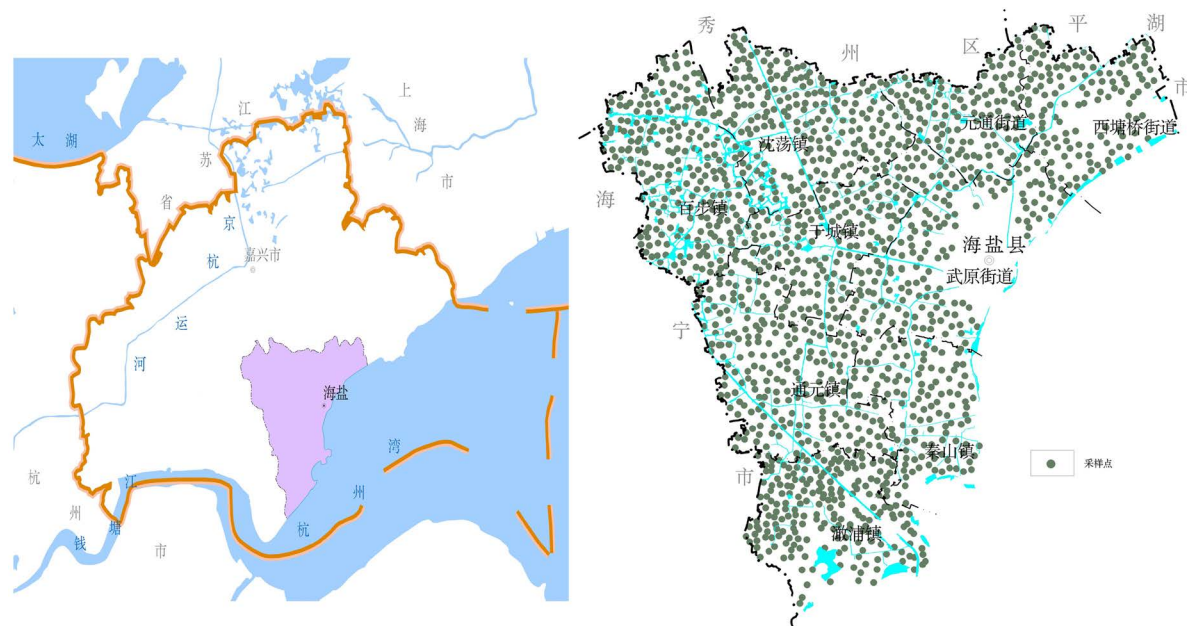 太湖
江苏省
上海市
京杭运河
嘉兴市
海盐
杭州湾
钱塘江
杭州市
秀州区
平湖市
海宁市
沈荡镇
元通街道
西塘桥街道
百步镇
于城镇
海盐县
武原街道
通元镇
秦山镇
澉浦镇
采样点